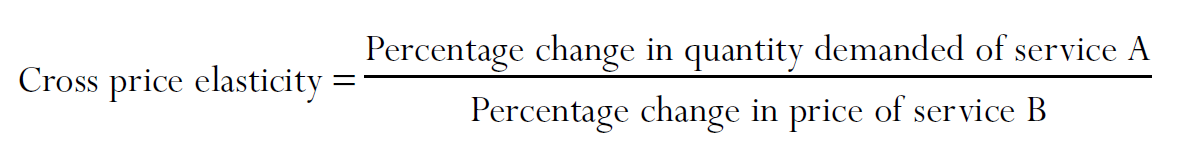 Cross price elasticity = Percentage change in quantity demanded of service A
Percentage change in price of service B